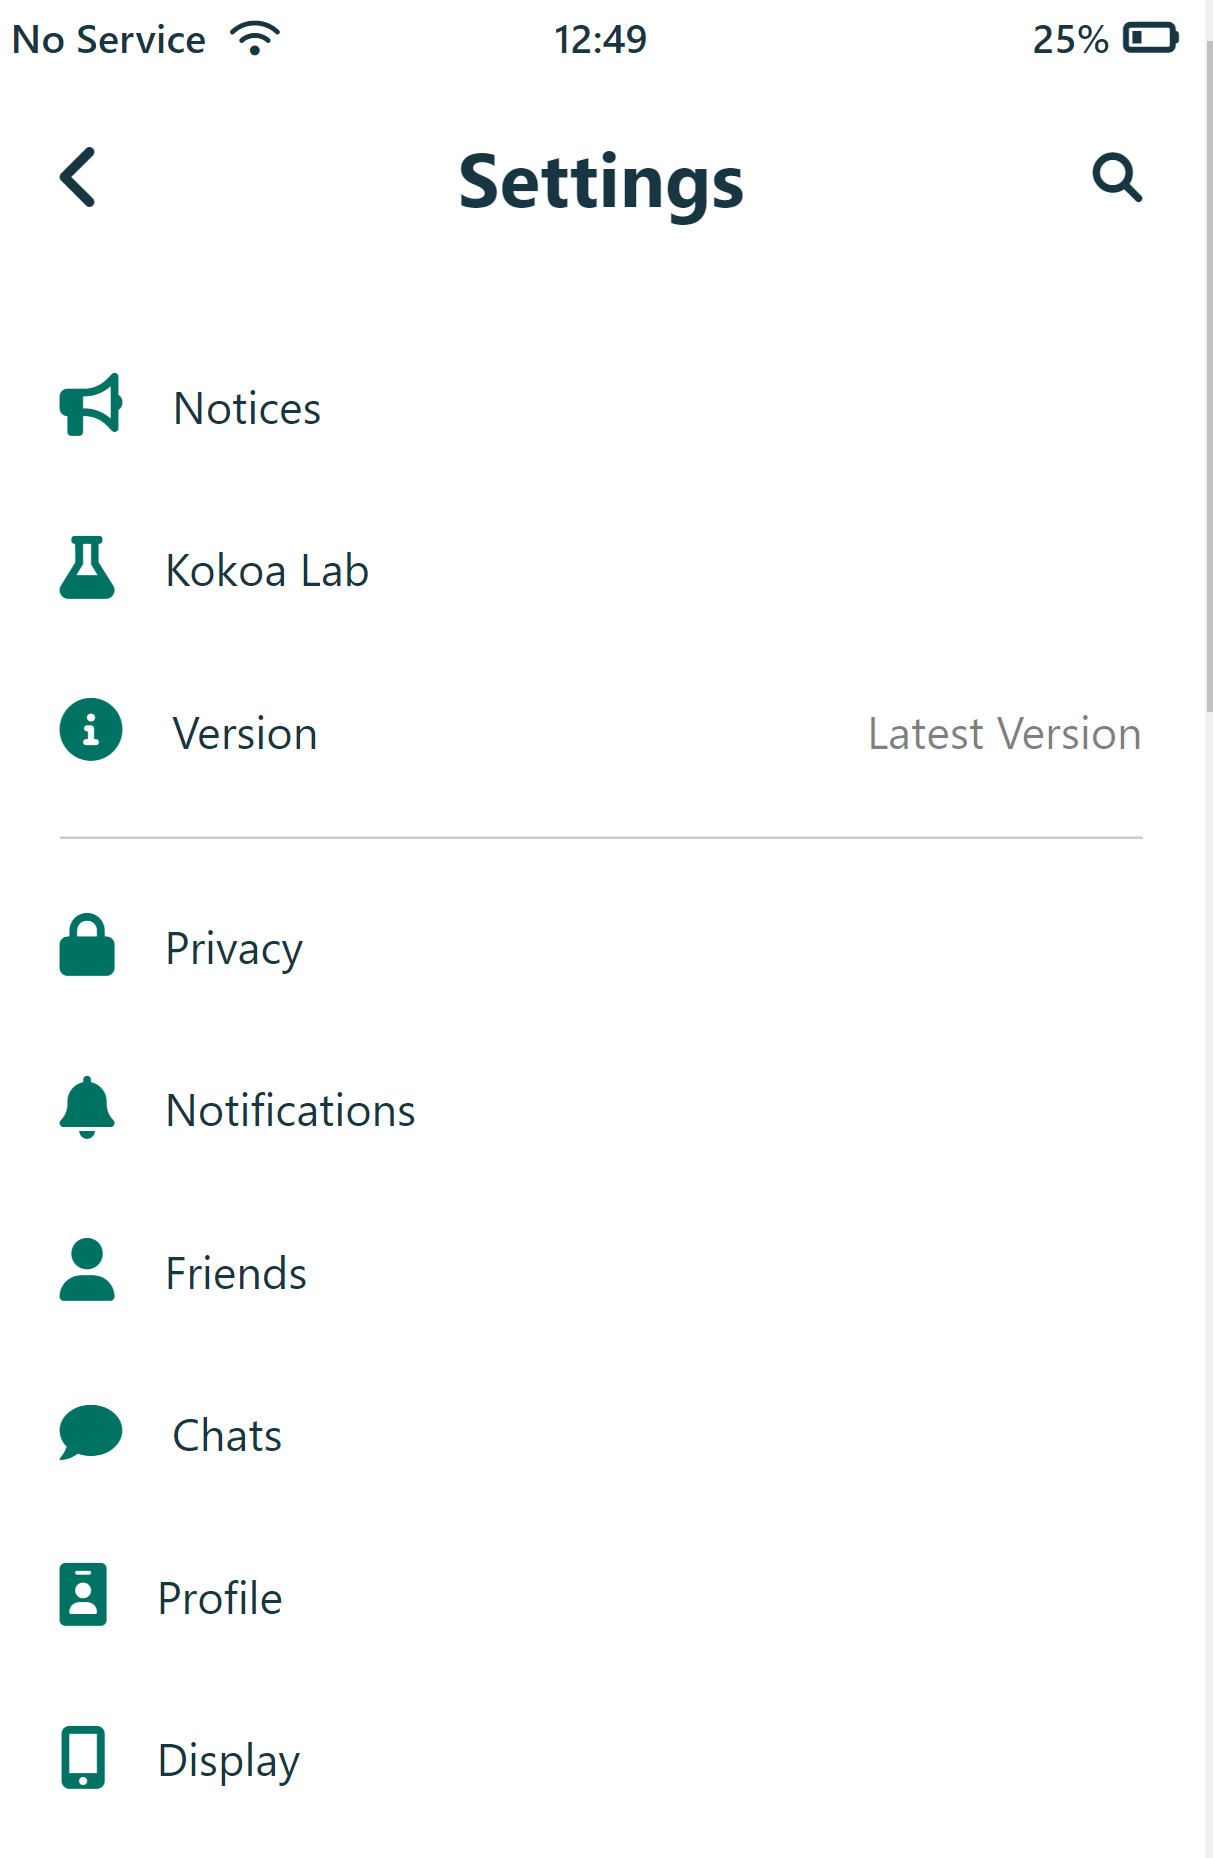 No Service 12:49 25%
Settings
Notices
Kokoa Lab
Version Latest Version
Privacy
Notifications
Friends
Chats
Profile
Display